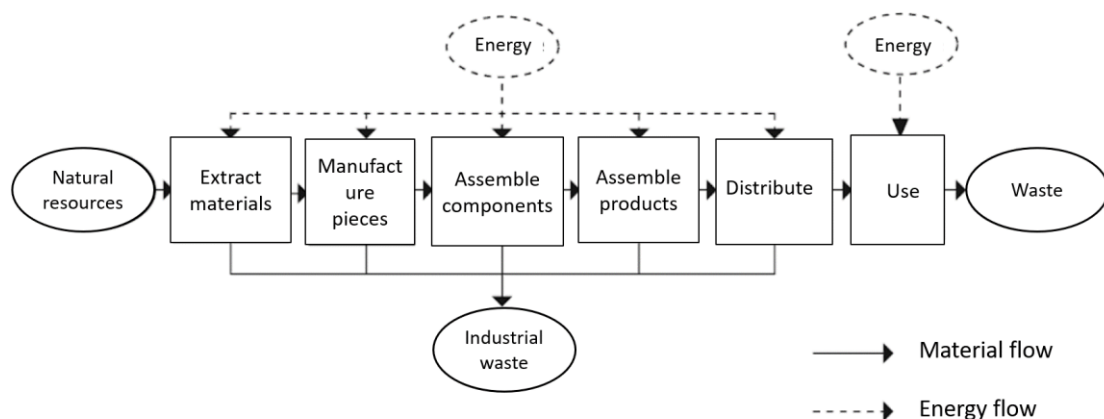 Energy
Energy
Natural
resources
Extract
materials
Manufact
ure
pieces
Assemble
components
Assemble
products
Distribute
Use
Waste
Industrial
waste
Material flow
Energy flow